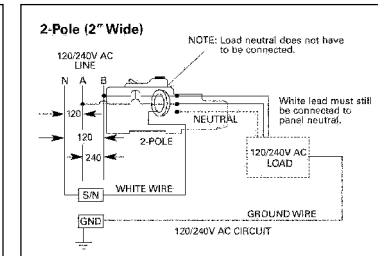 2-Pole (2″ Wide)
NOTE: Load neutral does not have
to be connected.
120/240V AC
LINE
N A B
120
NEUTRAL
White lead must still
be connected to
panel neutral.
120
2-POLE
240
120/240V AC
LOAD
WHITE WIRE
S/N
GND
GROUND WIRE
120/240V AC CIRCUIT